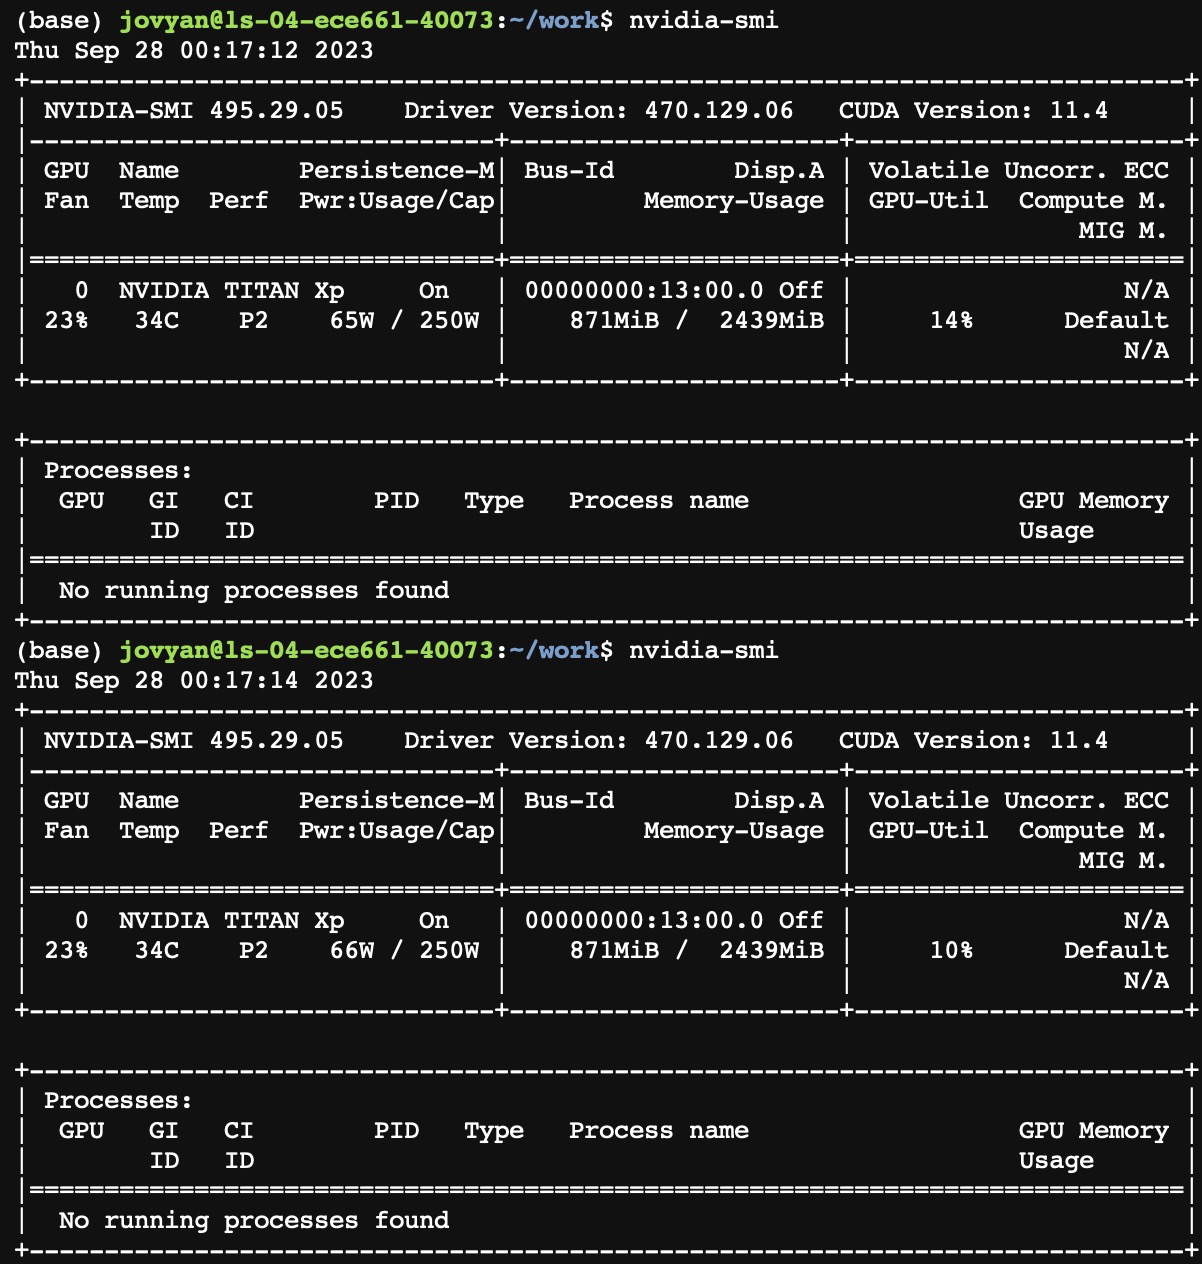 (base) jovyan@ls-04-ece661-40073:~/work$ nvidia-smi
Thu Sep 28 00:17:12 2023
+-----------------------------------------------------------------------------+
| NVIDIA-SMI 495.29.05    Driver Version: 470.129.06   CUDA Version: 11.4     |
|-------------------------------+----------------------+----------------------+
| GPU  Name        Persistence-M| Bus-Id        Disp.A | Volatile Uncorr. ECC |
| Fan  Temp  Perf  Pwr:Usage/Cap|         Memory-Usage | GPU-Util  Compute M. |
|                               |                      |               MIG M. |
|===============================+======================+======================|
|   0  NVIDIA TITAN Xp     On   | 00000000:13:00.0 Off |                  N/A |
| 23%   34C    P2    65W / 250W |    871MiB /  2439MiB |     14%      Default |
|                               |                      |                  N/A |
+-------------------------------+----------------------+----------------------+

+-----------------------------------------------------------------------------+
| Processes:                                                                  |
|  GPU   GI   CI        PID   Type   Process name                  GPU Memory |
|        ID   ID                                                   Usage      |
|=============================================================================|
|  No running processes found                                                 |
+-----------------------------------------------------------------------------+
(base) jovyan@ls-04-ece661-40073:~/work$ nvidia-smi
Thu Sep 28 00:17:14 2023
+-----------------------------------------------------------------------------+
| NVIDIA-SMI 495.29.05    Driver Version: 470.129.06   CUDA Version: 11.4     |
|-------------------------------+----------------------+----------------------+
| GPU  Name        Persistence-M| Bus-Id        Disp.A | Volatile Uncorr. ECC |
| Fan  Temp  Perf  Pwr:Usage/Cap|         Memory-Usage | GPU-Util  Compute M. |
|                               |                      |               MIG M. |
|===============================+======================+======================|
|   0  NVIDIA TITAN Xp     On   | 00000000:13:00.0 Off |                  N/A |
| 23%   34C    P2    66W / 250W |    871MiB /  2439MiB |     10%      Default |
|                               |                      |                  N/A |
+-------------------------------+----------------------+----------------------+

+-----------------------------------------------------------------------------+
| Processes:                                                                  |
|  GPU   GI   CI        PID   Type   Process name                  GPU Memory |
|        ID   ID                                                   Usage      |
|=============================================================================|
|  No running processes found                                                 |
+-----------------------------------------------------------------------------+